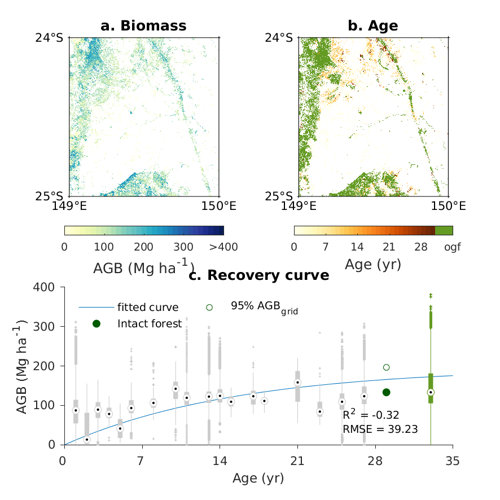 a. Biomass
b. Age
24°S
24°S
25°S
25°S
149°E
150°E
149°E
150°E
0
100
200
300
>400
0
7
14
21
28
ogf
AGB (Mg ha⁻¹)
Age (yr)
c. Recovery curve
400
300
200
100
0
AGB (Mg ha⁻¹)
fitted curve
95% AGB_grid
Intact forest
R² = -0.32
RMSE = 39.23
0
7
14
21
28
35
Age (yr)